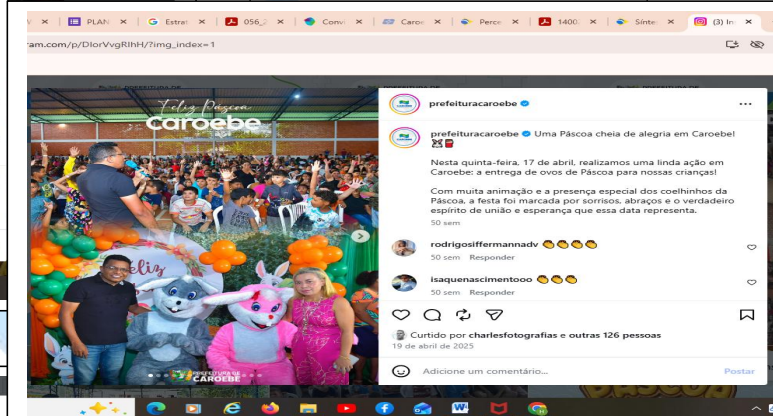 PLAN
Estrat
056_2
Convi
Caroe
Perce
1400
Síntes
(3) In
ram.com/p/DIorVvgRIhH/?img_index=1
Feliz Páscoa
caroebe
feliz
PREFEITURA DE
CAROEBE
prefeituracaroebe
prefeituracaroebe Uma Páscoa cheia de alegria em Caroebe!
🐰🍫
Nesta quinta-feira, 17 de abril, realizamos uma linda ação em
Caroebe: a entrega de ovos de Páscoa para nossas crianças!
Com muita animação e a presença especial dos coelhinhos da
Páscoa, a festa foi marcada por sorrisos, abraços e o verdadeiro
espírito de união e esperança que essa data representa.
50 sem
rodrigosiffermannadv 👏👏👏👏
50 sem Responder
isaquenascimentooo 👏👏👏
50 sem Responder
Curtido por charlesfotografias e outras 126 pessoas
19 de abril de 2025
Adicione um comentário...
Postar